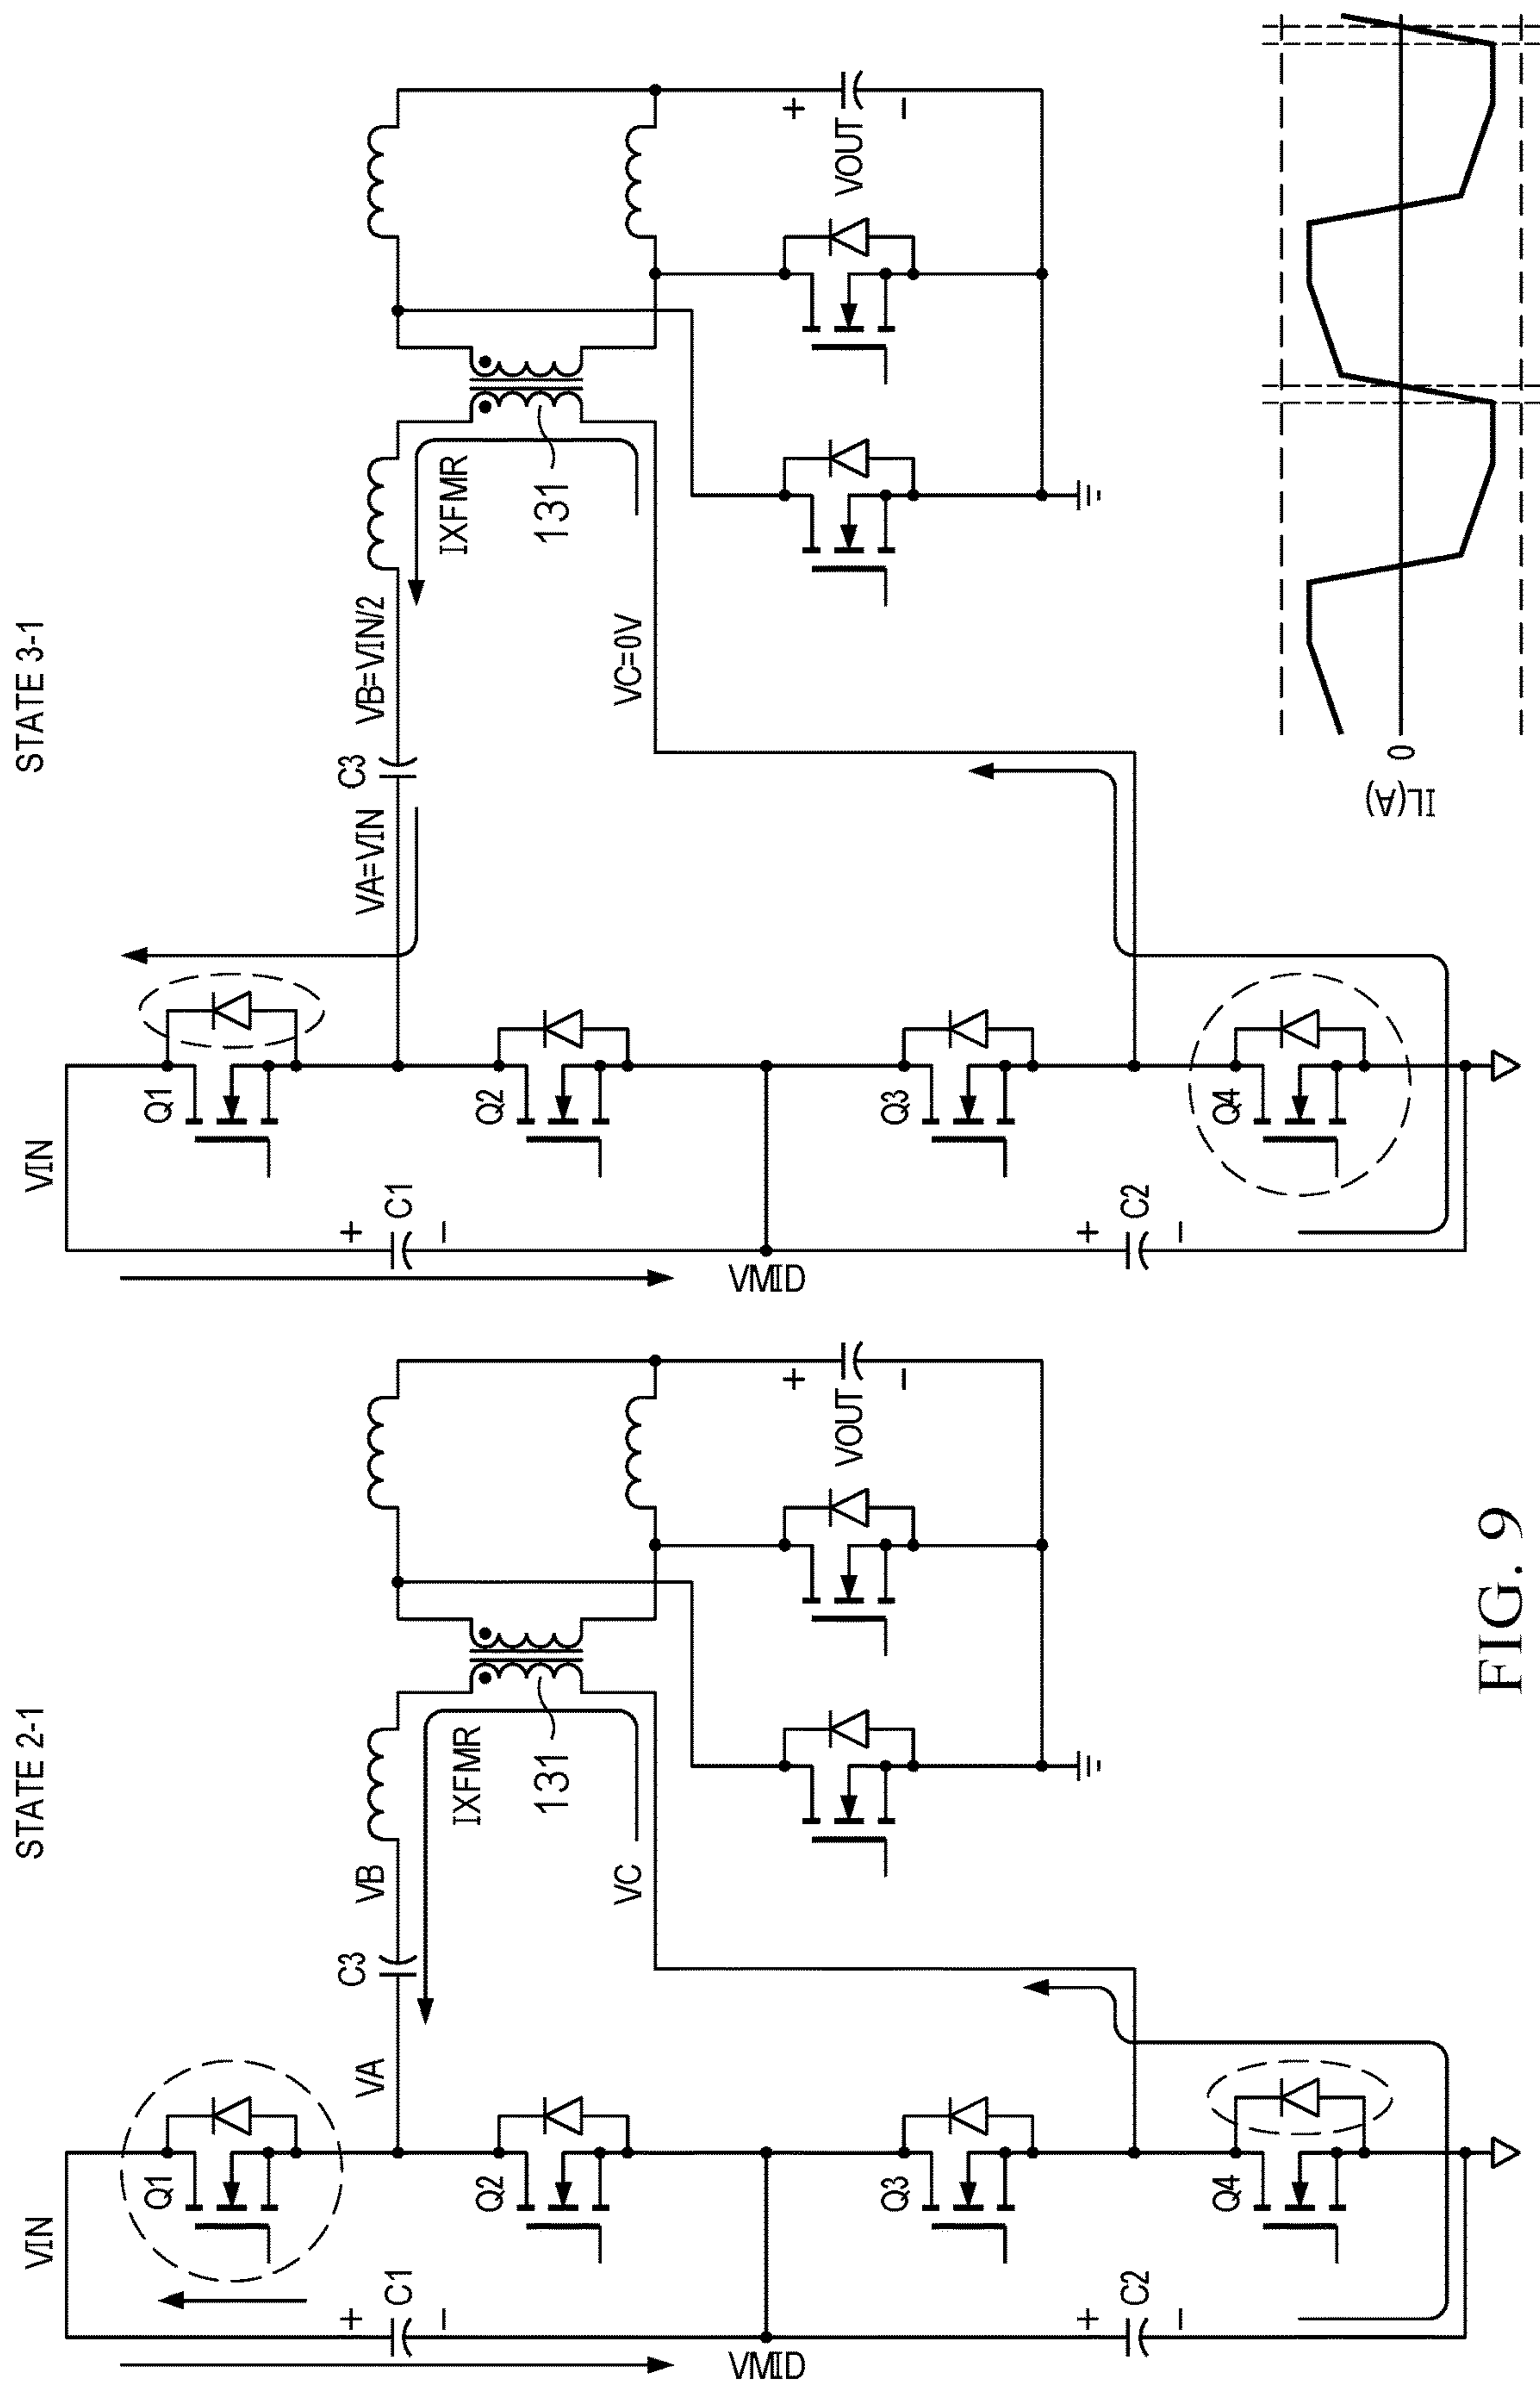 STATE 2-1
VIN
Q1
C1
+
−
VA
C3
VB
IXFMR
131
VC
Q2
VMID
Q3
C2
+
−
Q4
VOUT
+
−
STATE 3-1
VIN
Q1
C1
+
−
VA=VIN
C3
VB=VIN/2
IXFMR
131
VC=0V
Q2
VMID
Q3
C2
+
−
Q4
VOUT
+
−
IL(A)
0
FIG. 9